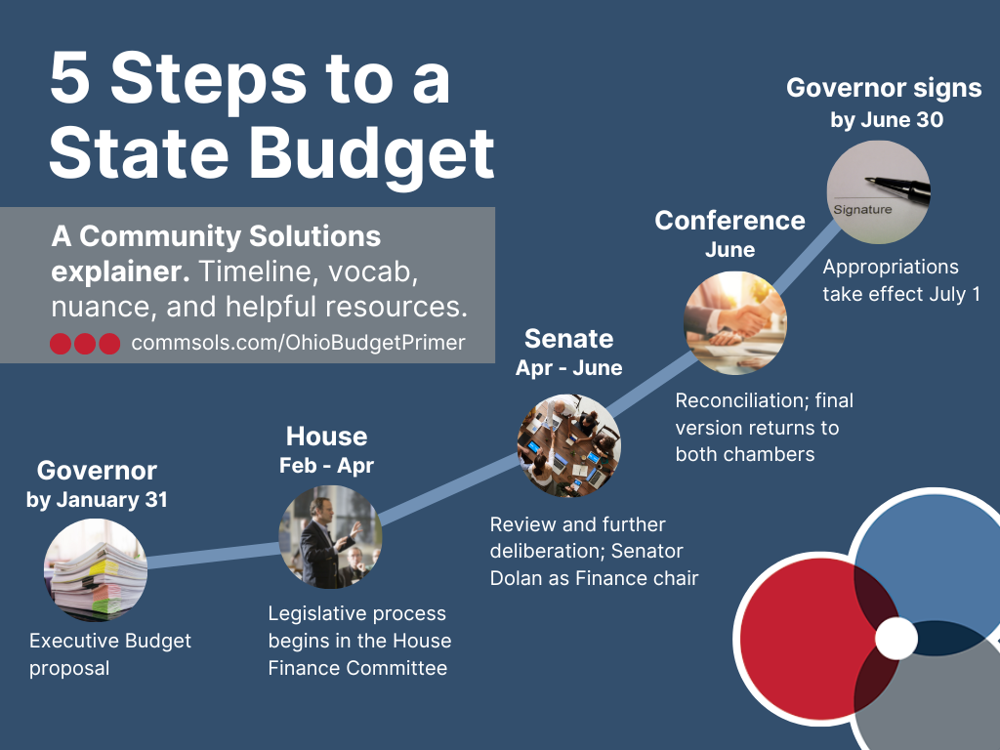 5 Steps to a
State Budget
A Community Solutions
explainer. Timeline, vocab,
nuance, and helpful resources.
commsols.com/OhioBudgetPrimer
Governor
by January 31
Executive Budget
proposal
House
Feb - Apr
Legislative process
begins in the House
Finance Committee
Senate
Apr - June
Review and further
deliberation; Senator
Dolan as Finance chair
Conference
June
Reconciliation; final
version returns to
both chambers
Governor signs
by June 30
Signature
Appropriations
take effect July 1